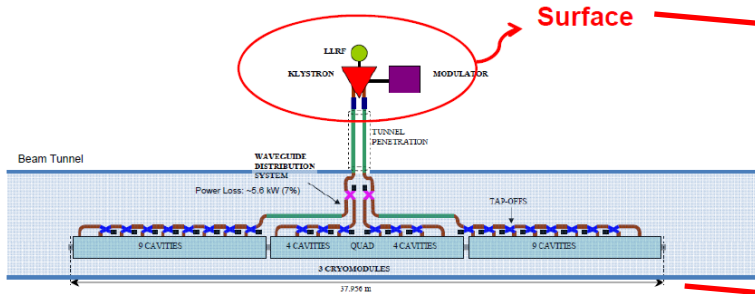 Surface
LLRF
KLYSTRON
MODULATOR
TUNNEL
PENETRATION
Beam Tunnel
WAVEGUIDE
DISTRIBUTION
SYSTEM
Power Loss: ~5.6 kW (7%)
TAP-OFFS
9 CAVITIES
4 CAVITIES
QUAD
4 CAVITIES
9 CAVITIES
3 CRYOMODULES
37.956 m